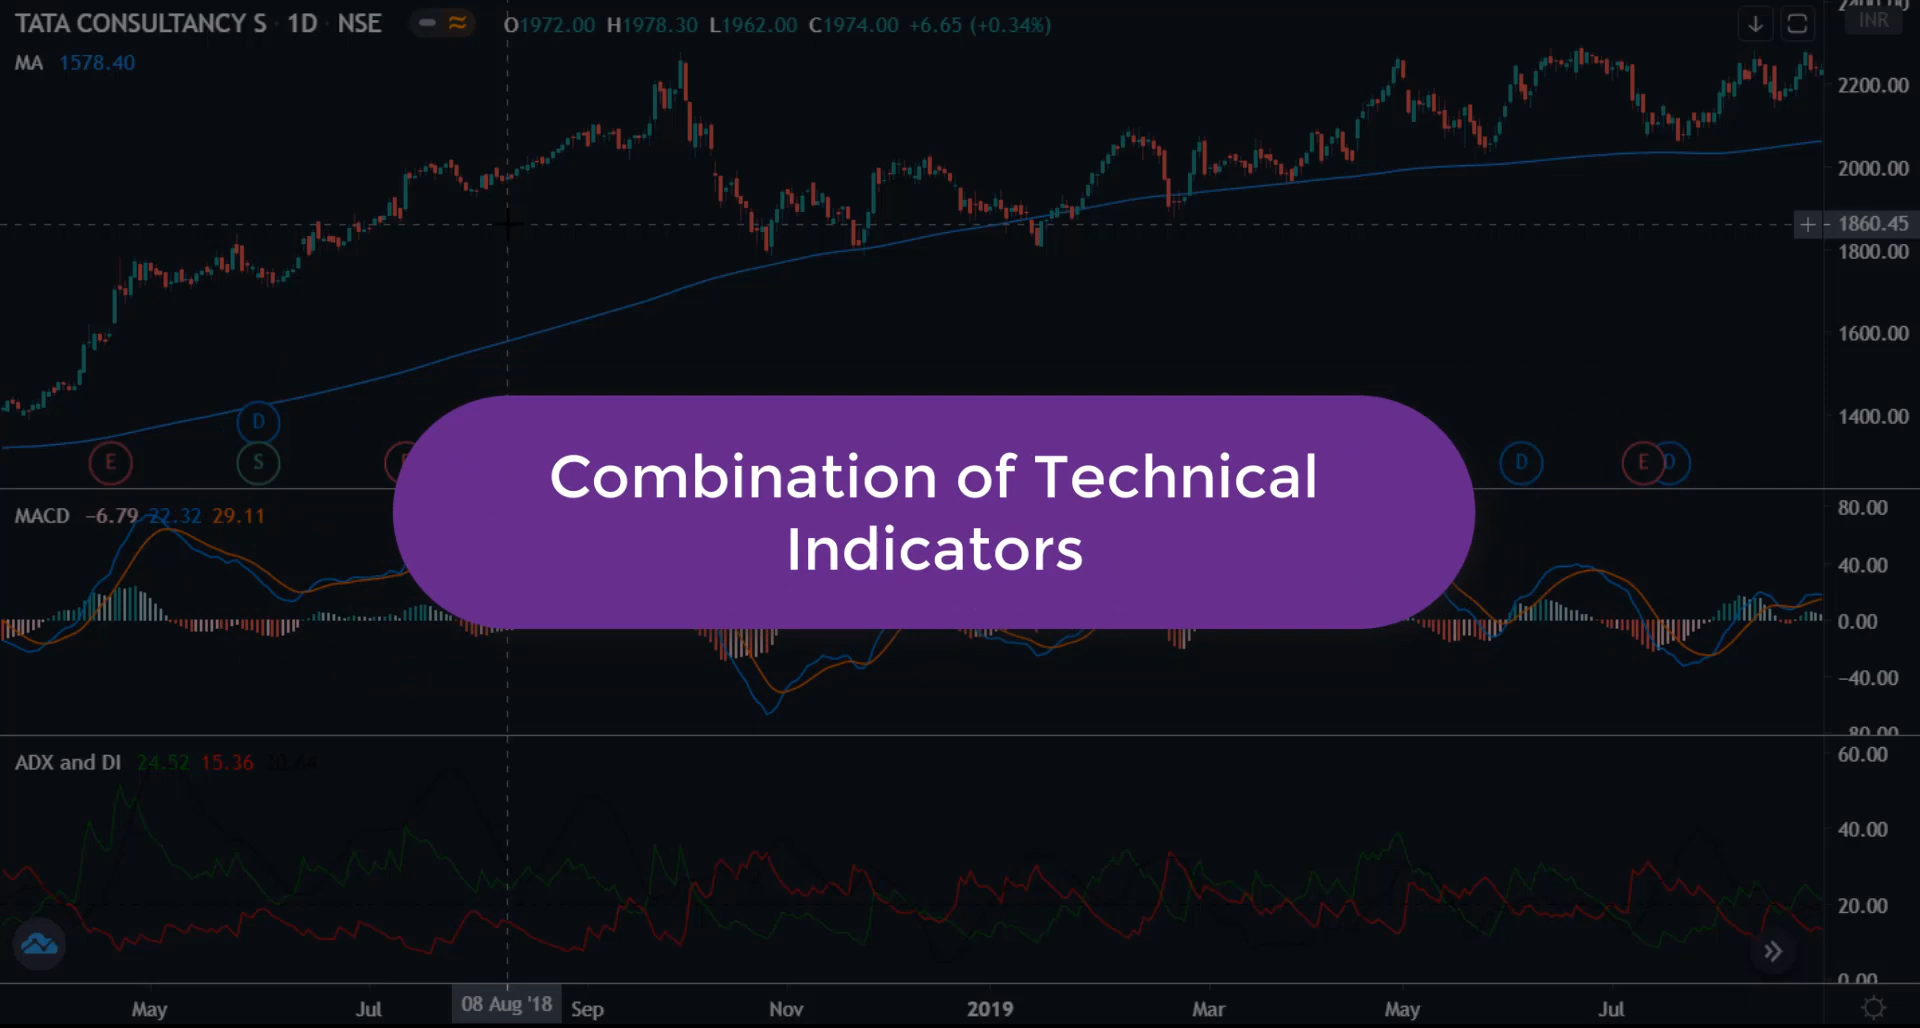 TATA CONSULTANCY S · 1D · NSE
O1972.00 H1978.30 L1962.00 C1974.00 +6.65 (+0.34%)
INR
MA 1578.40
2200.00
2000.00
1860.45
1800.00
1600.00
1400.00
D
E
S
D
E
D
Combination of Technical
Indicators
MACD −6.79 22.32 29.11
80.00
40.00
0.00
−40.00
ADX and DI 24.52 15.36
60.00
40.00
20.00
0.00
May
Jul
08 Aug '18
Sep
Nov
2019
Mar
May
Jul